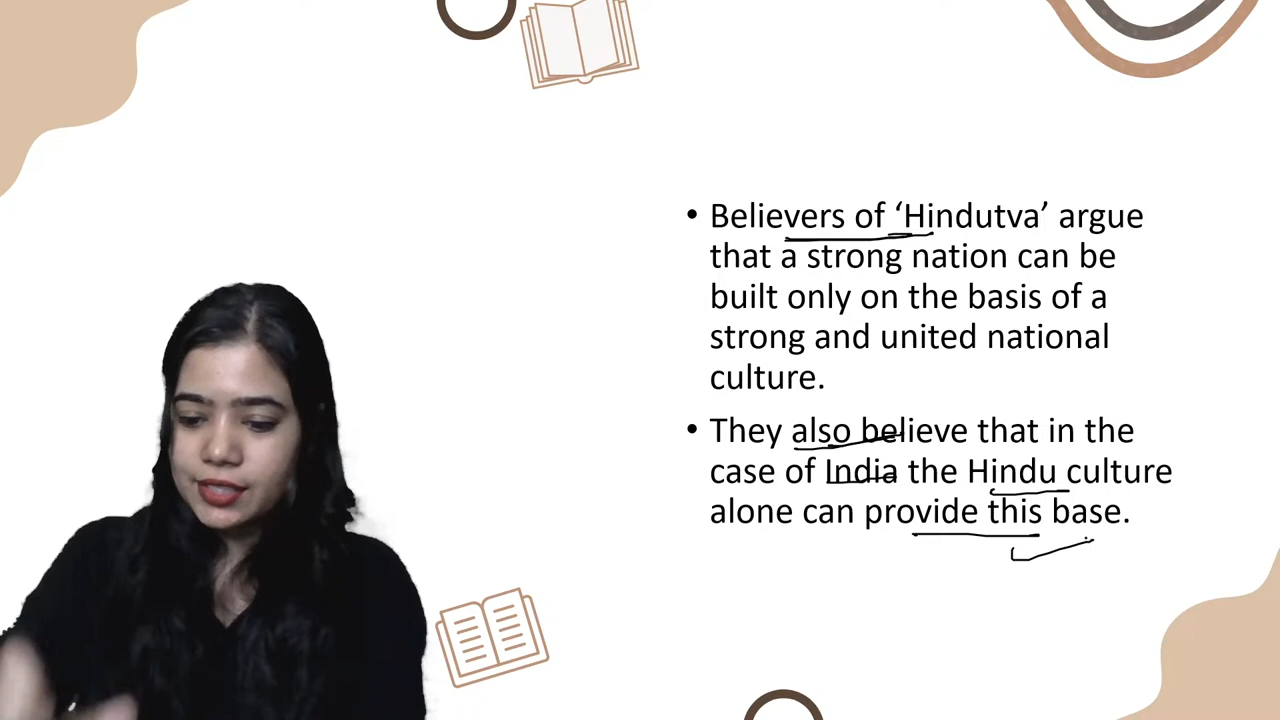 • Believers of ‘Hindutva’ argue
that a strong nation can be
built only on the basis of a
strong and united national
culture.
• They also believe that in the
case of India the Hindu culture
alone can provide this base.